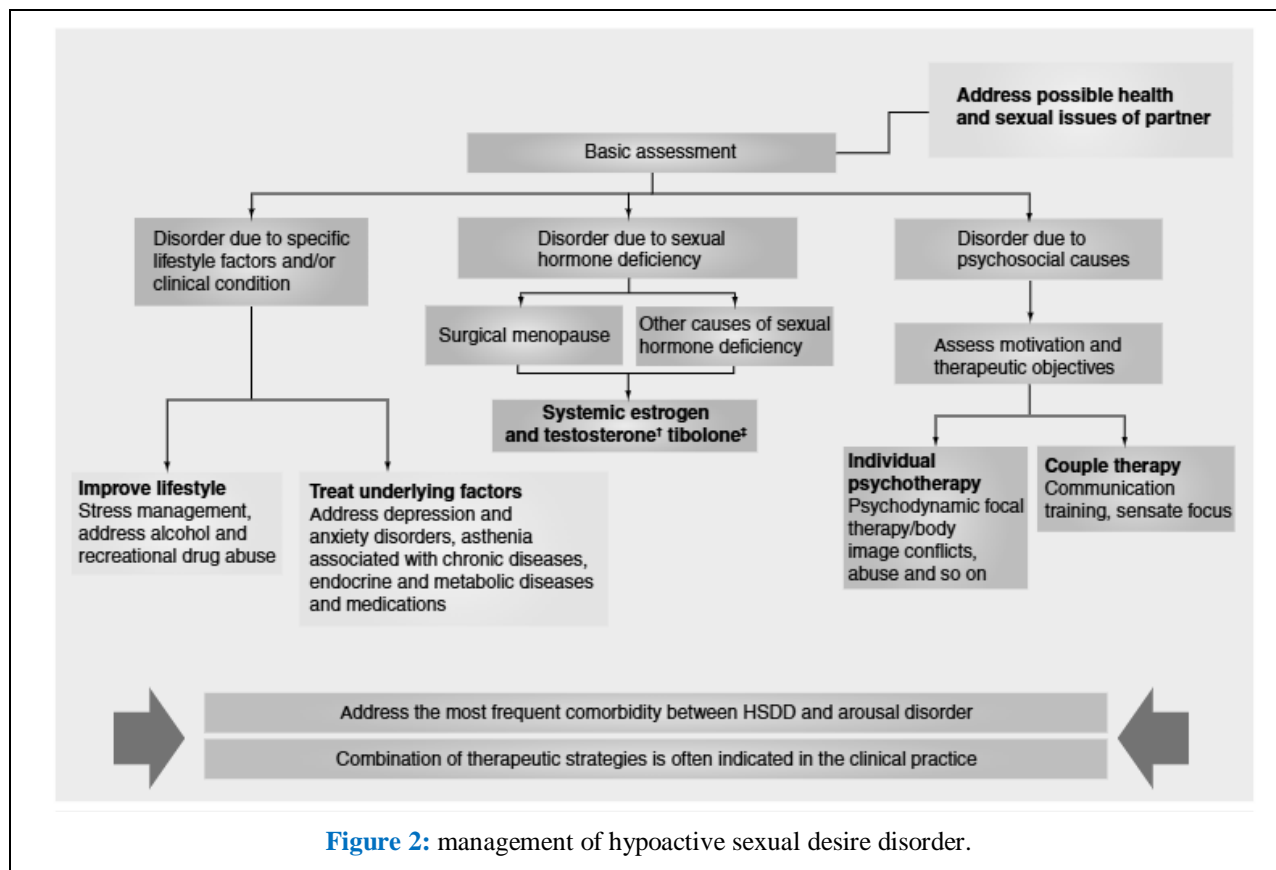 Address possible health
and sexual issues of partner
Basic assessment
Disorder due to specific
lifestyle factors and/or
clinical condition
Disorder due to sexual
hormone deficiency
Disorder due to
psychosocial causes
Surgical menopause
Other causes of sexual
hormone deficiency
Assess motivation and
therapeutic objectives
Systemic estrogen
and testosterone† tibolone‡
Improve lifestyle
Stress management,
address alcohol and
recreational drug abuse
Treat underlying factors
Address depression and
anxiety disorders, asthenia
associated with chronic diseases,
endocrine and metabolic diseases
and medications
Individual
psychotherapy
Psychodynamic focal
therapy/body
image conflicts,
abuse and so on
Couple therapy
Communication
training, sensate focus
Address the most frequent comorbidity between HSDD and arousal disorder
Combination of therapeutic strategies is often indicated in the clinical practice
Figure 2: management of hypoactive sexual desire disorder.